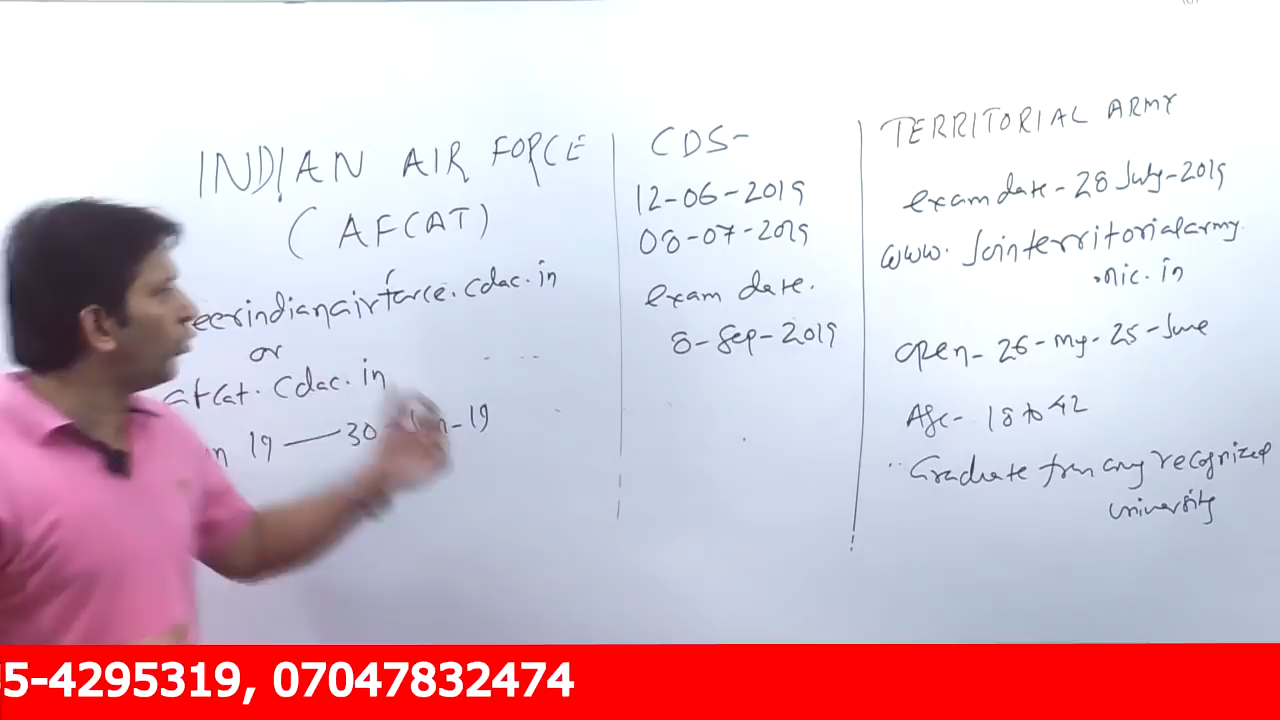 INDIAN AIR FORCE
(AFCAT)
eerindianairforce.cdac.in
or
afcat.cdac.in
n 19 — 30 n-19
CDS-
12-06-2019
08-07-2019
exam date.
8-Sep-2019
TERRITORIAL ARMY
exam date - 28 July-2019
www.Jointerritorialarmy
.nic.in
open- 26-my-25-June
Age- 18 to 42
Graduate from any recognized
university
5-4295319, 07047832474